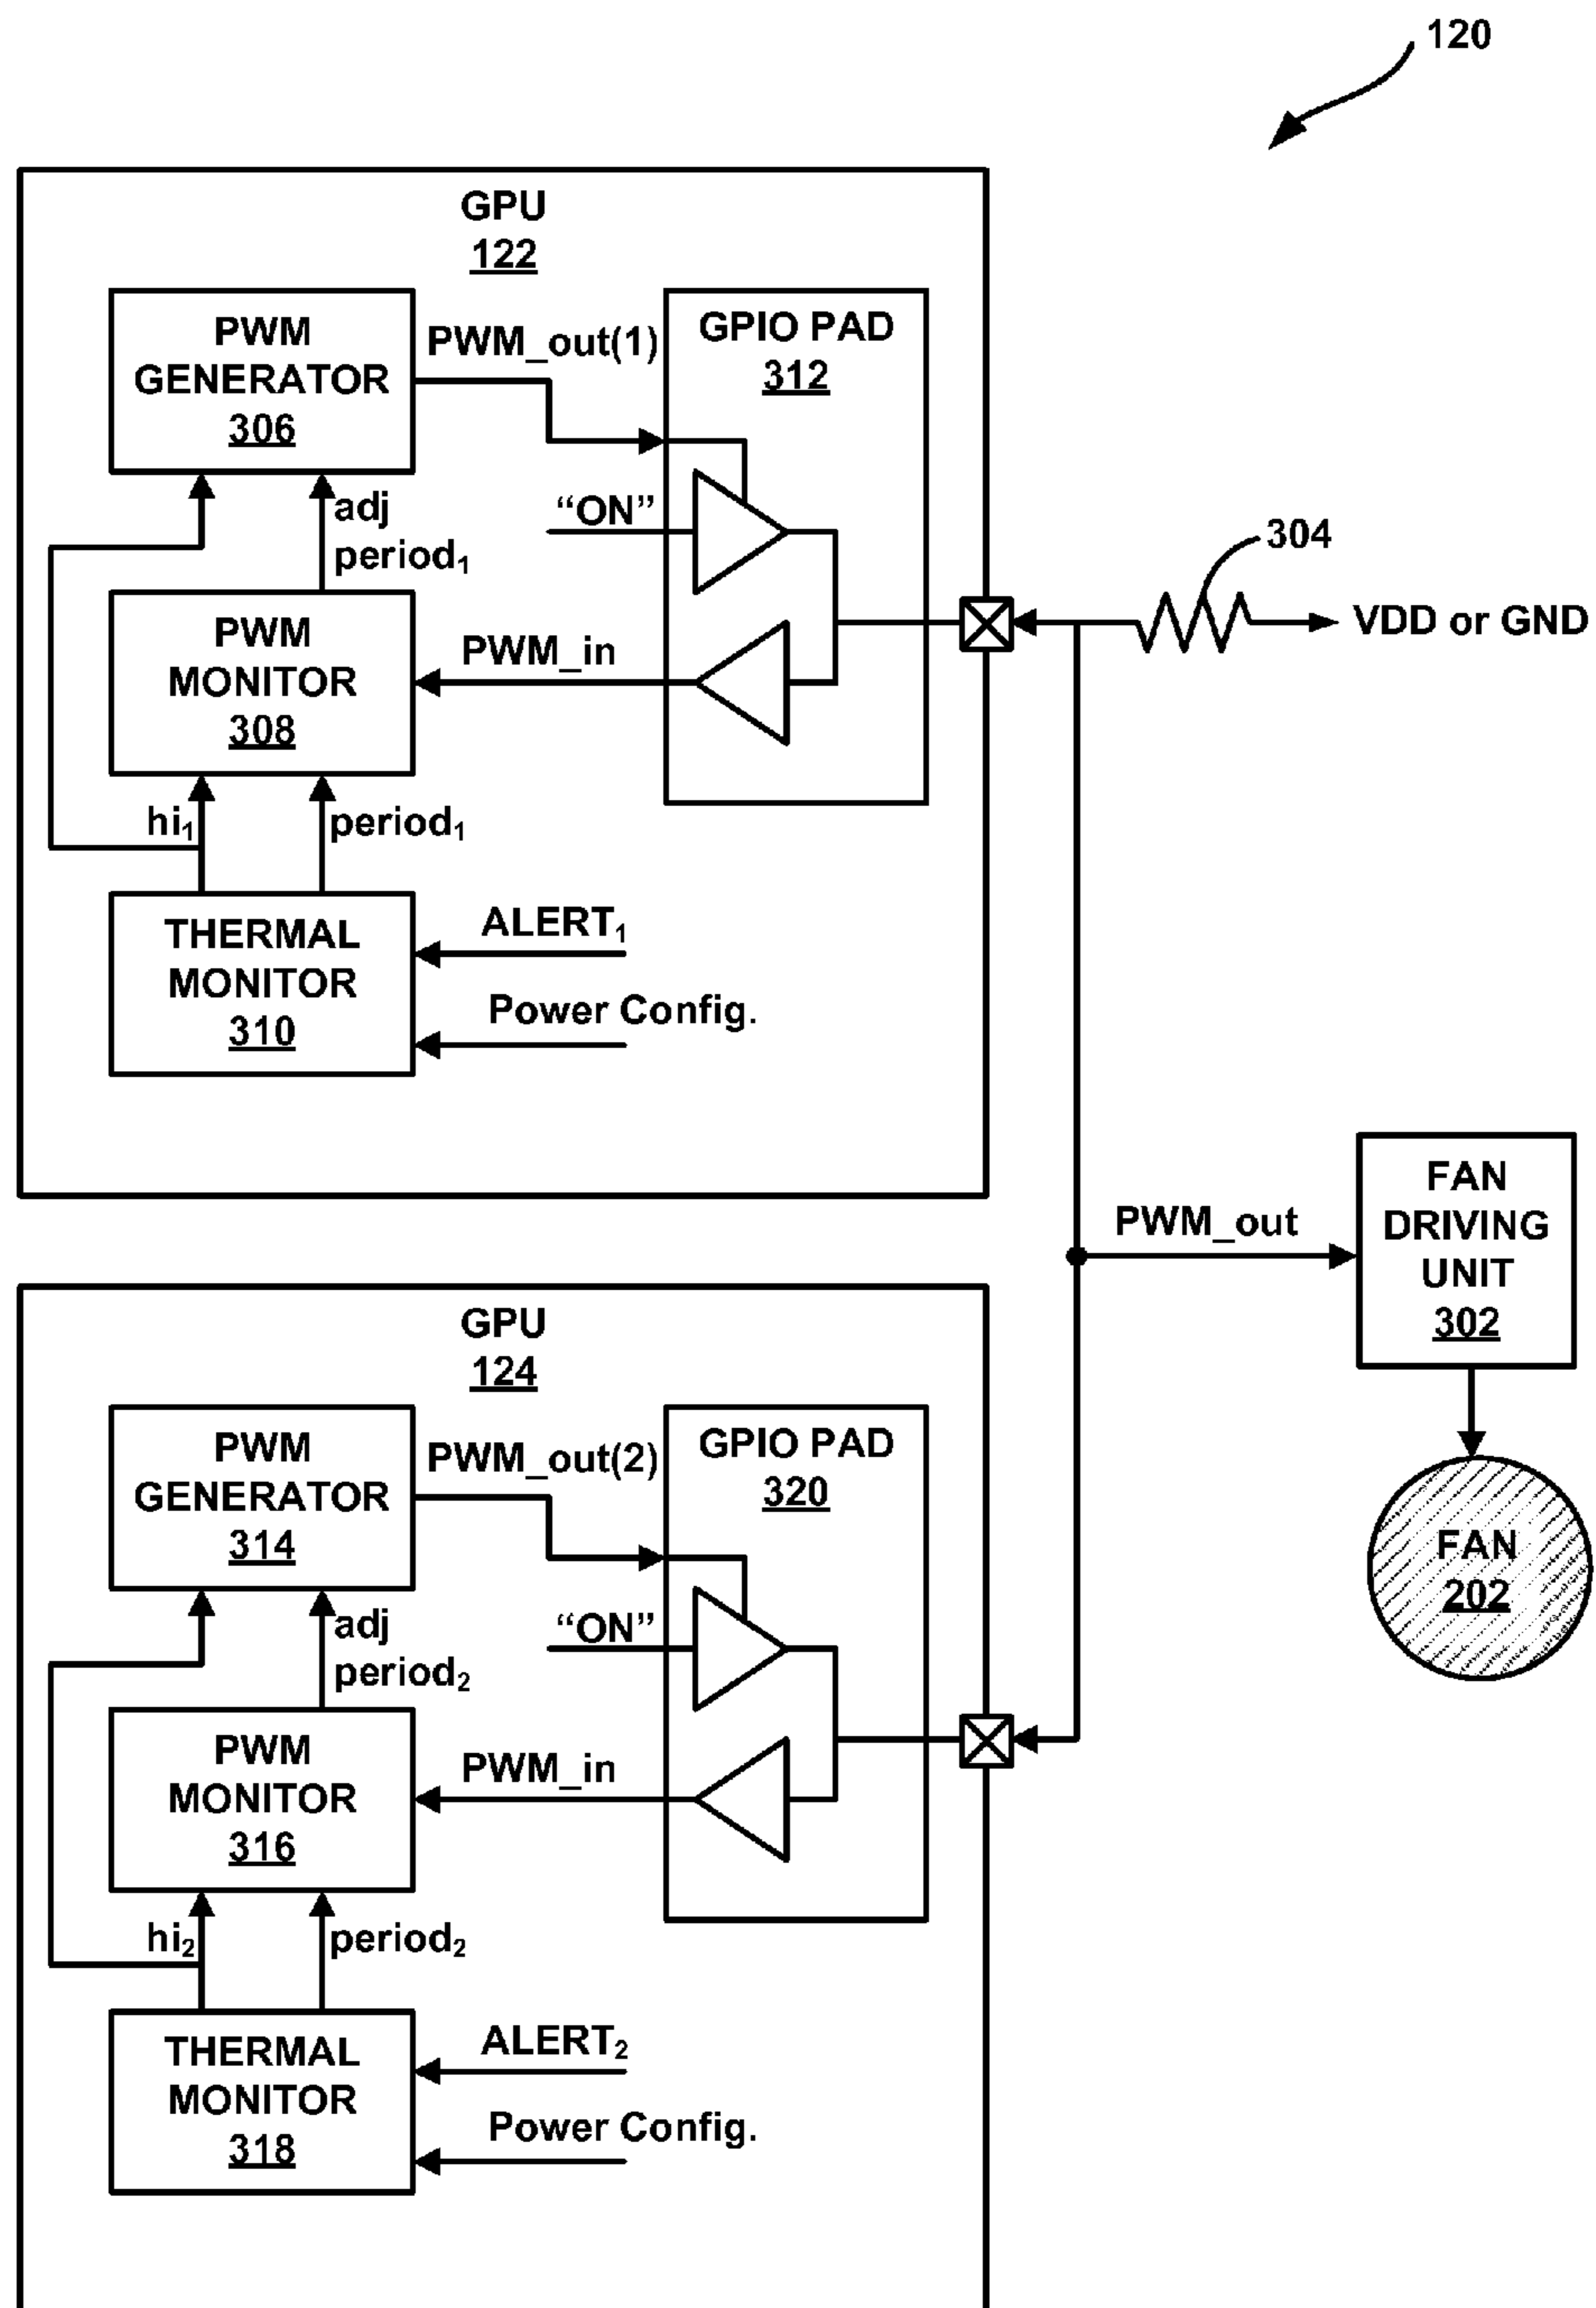 120
GPU
122
PWM
GENERATOR
306
PWM_out(1)
GPIO PAD
312
“ON”
adj
period₁
304
VDD or GND
PWM
MONITOR
308
PWM_in
hi₁
period₁
THERMAL
MONITOR
310
ALERT₁
Power Config.
PWM_out
FAN
DRIVING
UNIT
302
FAN
202
GPU
124
PWM
GENERATOR
314
PWM_out(2)
GPIO PAD
320
“ON”
adj
period₂
PWM
MONITOR
316
PWM_in
hi₂
period₂
THERMAL
MONITOR
318
ALERT₂
Power Config.